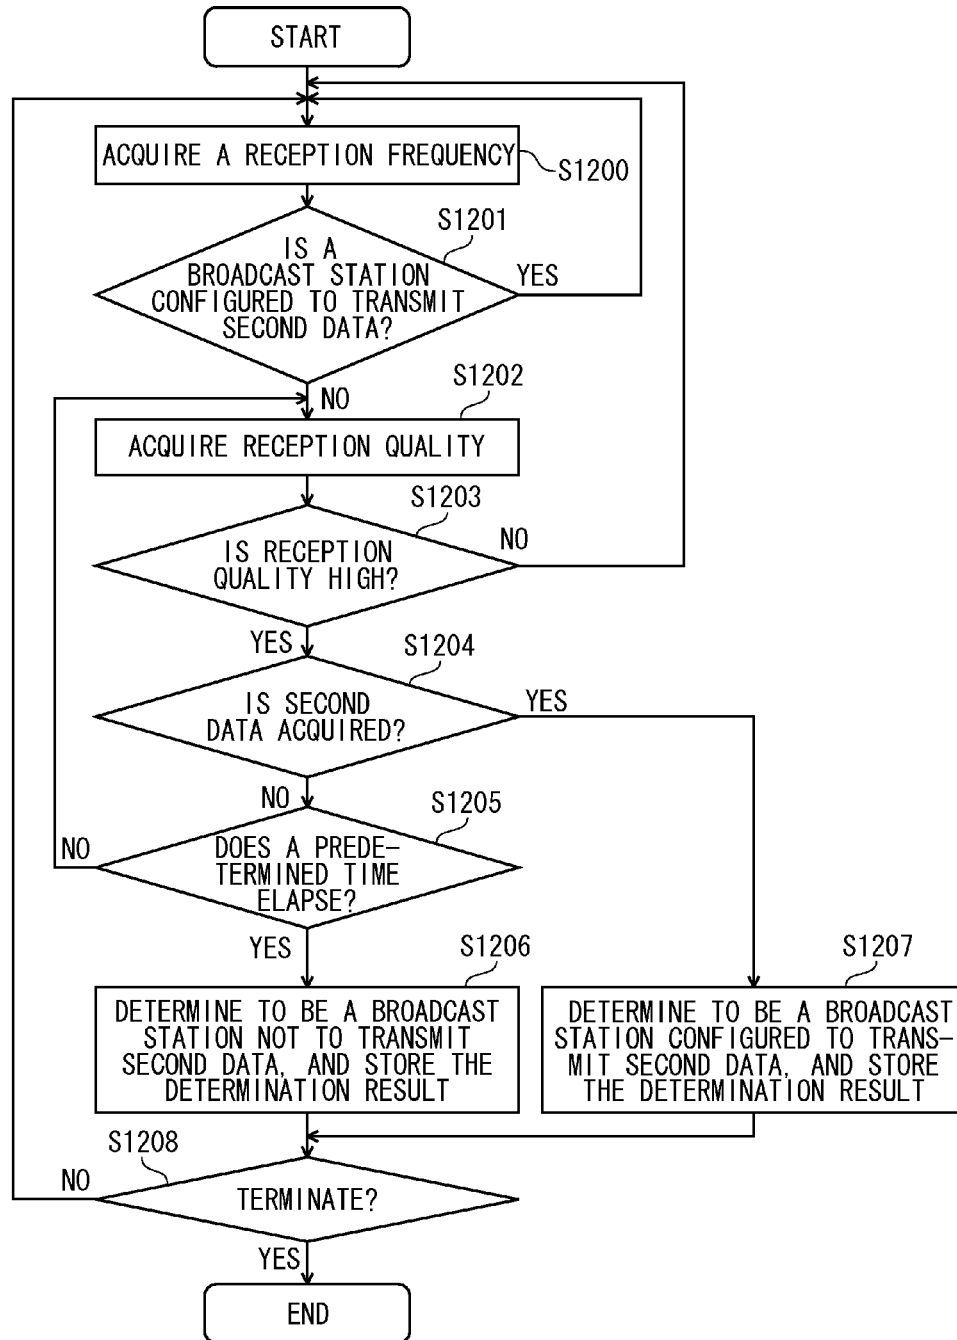 START
ACQUIRE A RECEPTION FREQUENCY
S1200
S1201
IS A
BROADCAST STATION
CONFIGURED TO TRANSMIT
SECOND DATA?
YES
NO
S1202
ACQUIRE RECEPTION QUALITY
S1203
IS RECEPTION
QUALITY HIGH?
NO
YES
S1204
IS SECOND
DATA ACQUIRED?
YES
NO
S1205
DOES A PREDE-
TERMINED TIME
ELAPSE?
NO
YES
S1206
DETERMINE TO BE A BROADCAST
STATION NOT TO TRANSMIT
SECOND DATA, AND STORE THE
DETERMINATION RESULT
S1207
DETERMINE TO BE A BROADCAST
STATION CONFIGURED TO TRANS-
MIT SECOND DATA, AND STORE
THE DETERMINATION RESULT
S1208
TERMINATE?
NO
YES
END